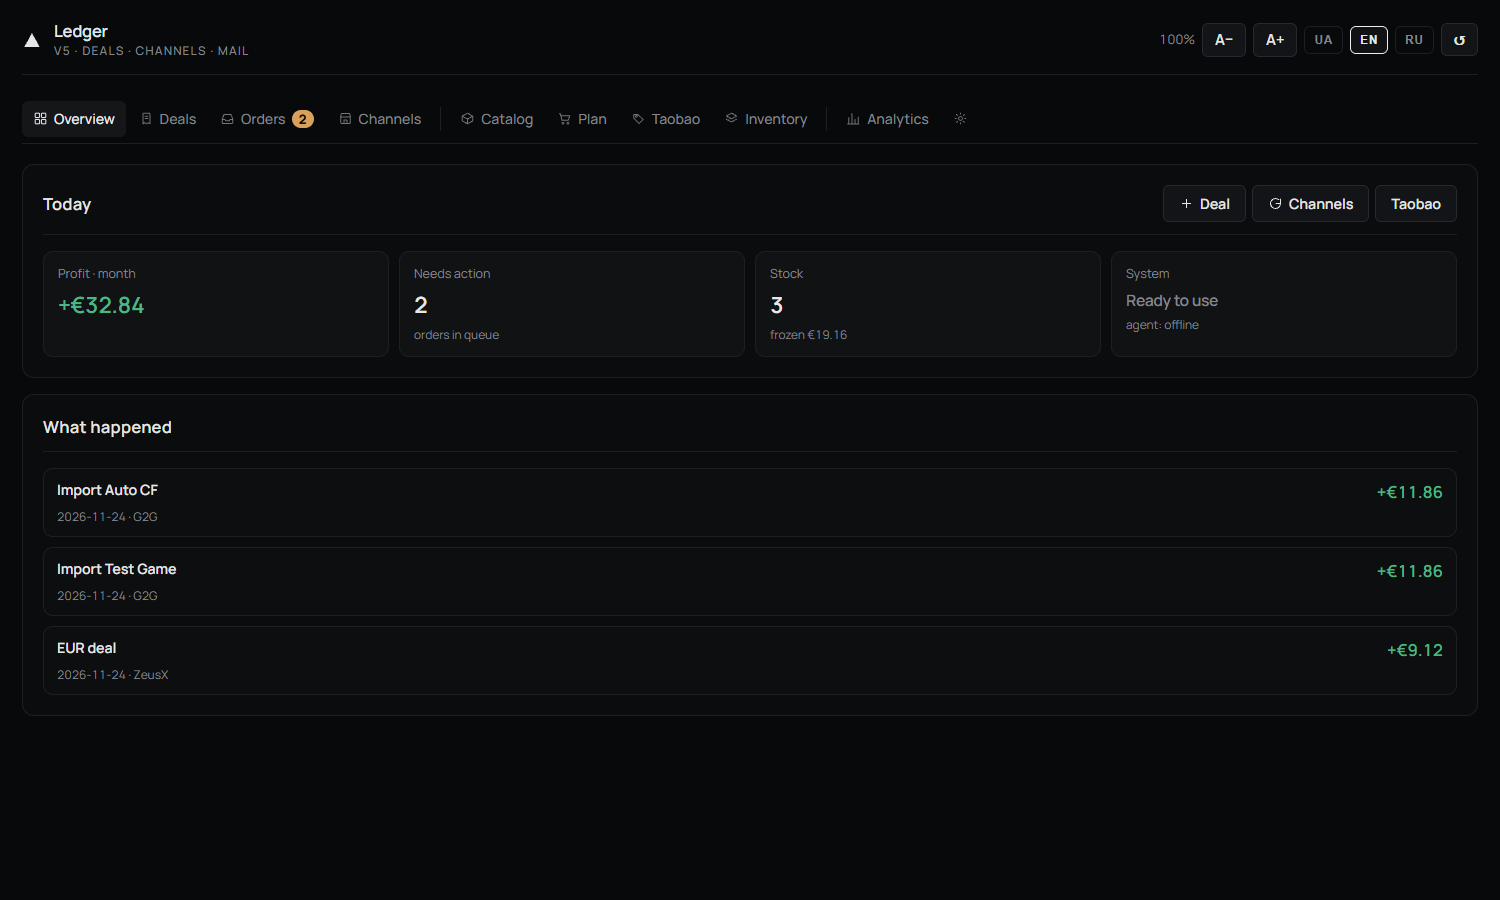 Ledger
V5 · DEALS · CHANNELS · MAIL
100% A− A+ UA EN RU ↺
Overview Deals Orders 2 Channels Catalog Plan Taobao Inventory Analytics
Today
+ Deal Channels Taobao
Profit · month
+€32.84
Needs action
2
orders in queue
Stock
3
frozen €19.16
System
Ready to use
agent: offline
What happened
Import Auto CF
+€11.86
2026-11-24 · G2G
Import Test Game
+€11.86
2026-11-24 · G2G
EUR deal
+€9.12
2026-11-24 · ZeusX